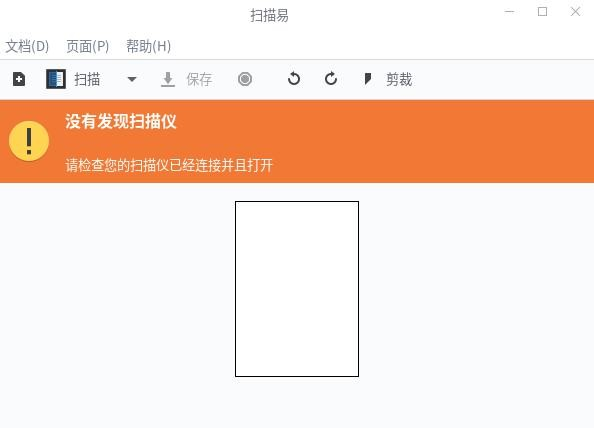 扫描易
文档(D) 页面(P) 帮助(H)
扫描 保存 剪裁
没有发现扫描仪
请检查您的扫描仪已经连接并且打开